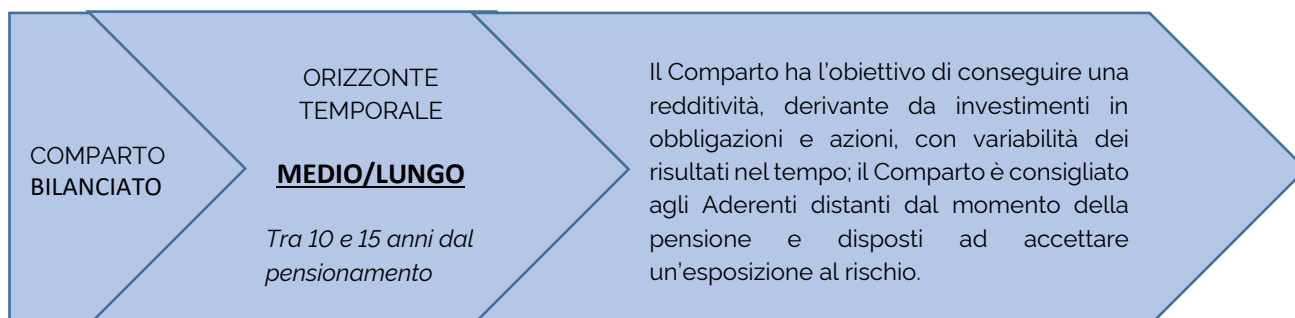 COMPARTO
BILANCIATO
ORIZZONTE
TEMPORALE
MEDIO/LUNGO
Tra 10 e 15 anni dal
pensionamento
Il Comparto ha l’obiettivo di conseguire una
redditività, derivante da investimenti in
obbligazioni e azioni, con variabilità dei
risultati nel tempo; il Comparto è consigliato
agli Aderenti distanti dal momento della
pensione e disposti ad accettare
un’esposizione al rischio.